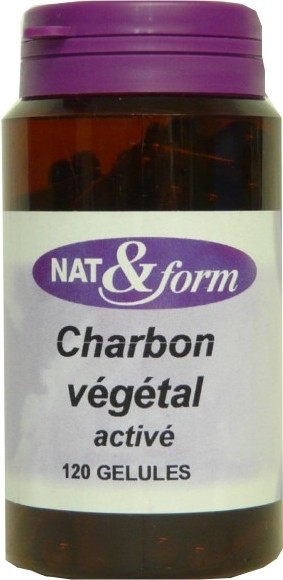 NAT & form
Charbon
végétal
activé
120 GELULES